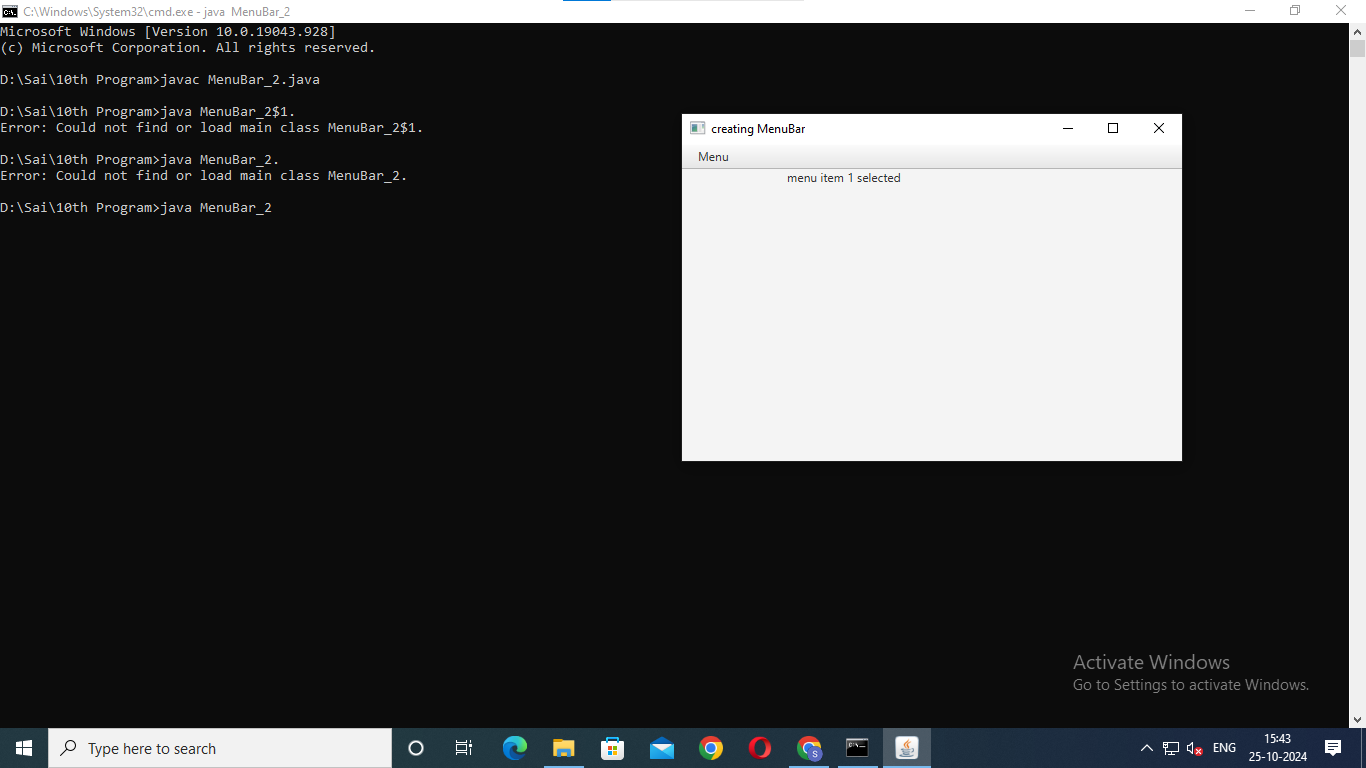 C:\Windows\System32\cmd.exe - java  MenuBar_2
Microsoft Windows [Version 10.0.19043.928]
(c) Microsoft Corporation. All rights reserved.
D:\Sai\10th Program>javac MenuBar_2.java
D:\Sai\10th Program>java MenuBar_2$1.
Error: Could not find or load main class MenuBar_2$1.
D:\Sai\10th Program>java MenuBar_2.
Error: Could not find or load main class MenuBar_2.
D:\Sai\10th Program>java MenuBar_2
creating MenuBar
Menu
menu item 1 selected
Activate Windows
Go to Settings to activate Windows.
Type here to search
S
ENG
15:43
25-10-2024